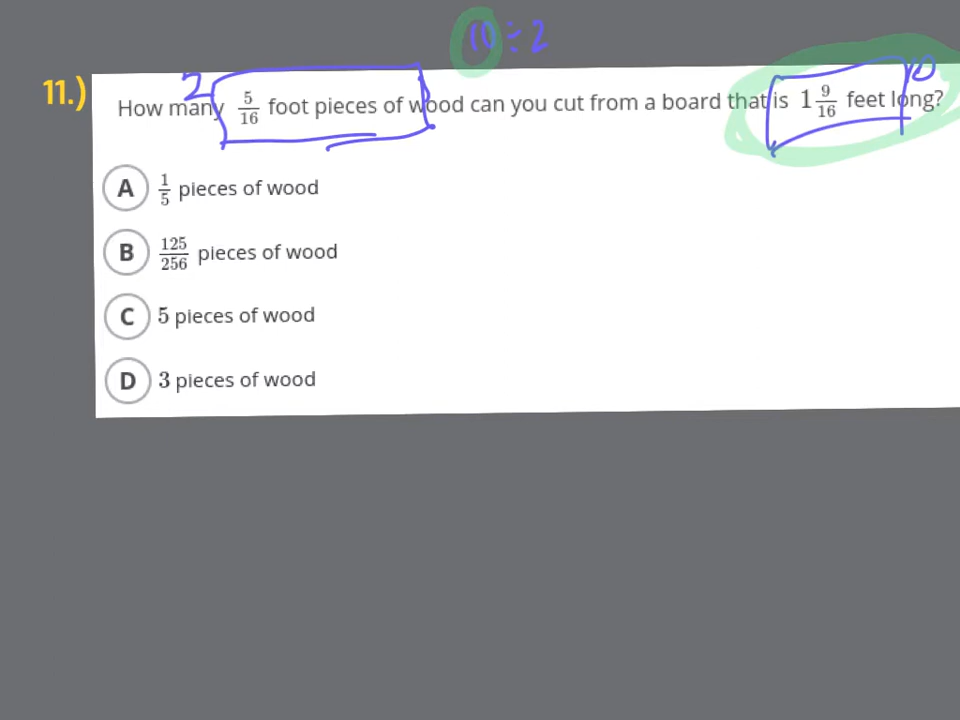 10 ÷ 2
11.)
2
10
How many 5/16 foot pieces of wood can you cut from a board that is 1 9/16 feet long?
A 1/5 pieces of wood
B 125/256 pieces of wood
C 5 pieces of wood
D 3 pieces of wood